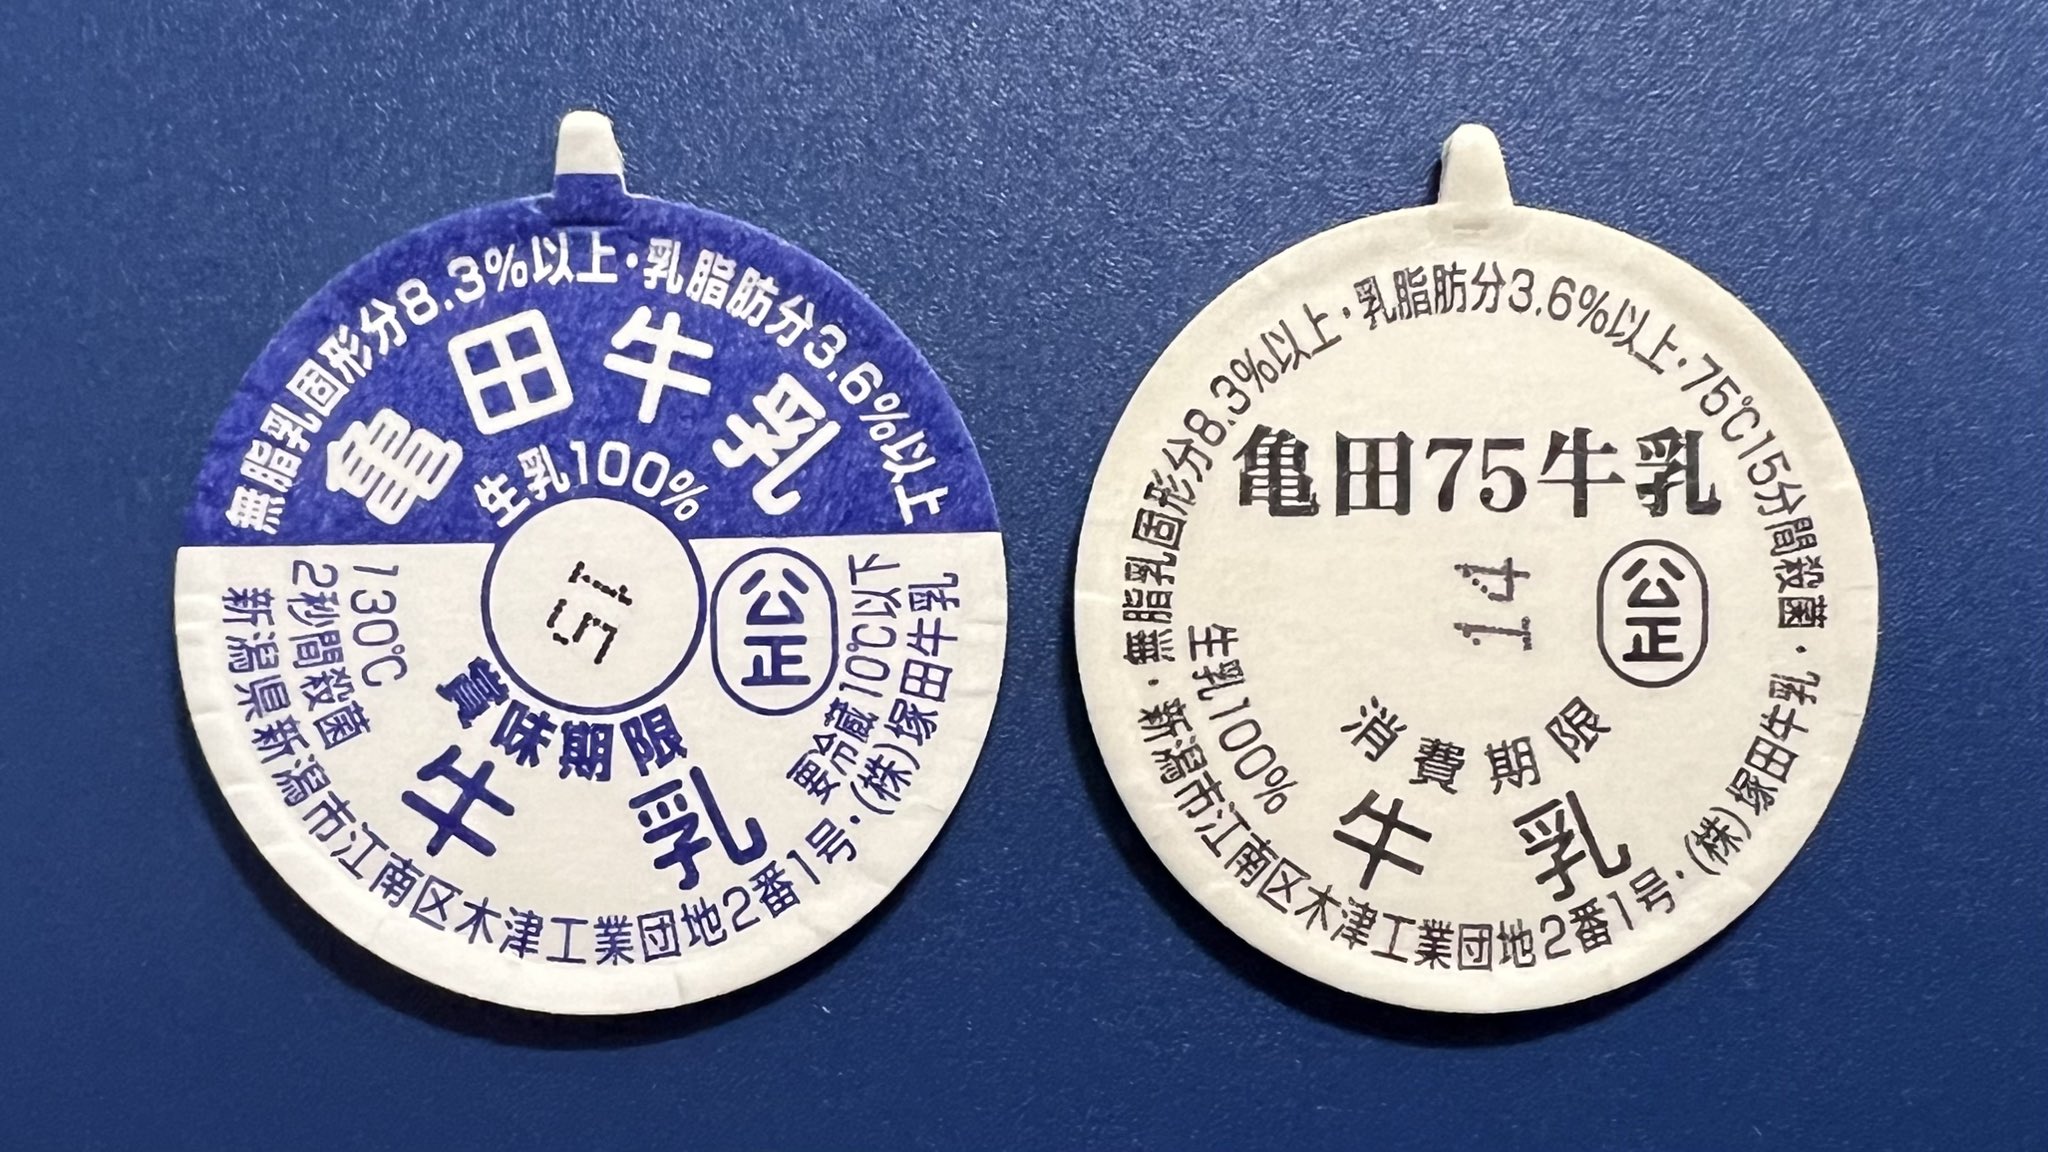 無脂乳固形分8.3%以上・乳脂肪分3.6%以上
亀田牛乳
生乳100%
15
公正
130℃
2秒間殺菌
賞味期限
牛乳
要冷蔵10℃以下
新潟県新潟市江南区木津工業団地2番1号・(株)塚田牛乳
無脂乳固形分8.3%以上・乳脂肪分3.6%以上・75℃15分間殺菌・
亀田75牛乳
14
公正
生乳100%
消費期限
牛乳
新潟市江南区木津工業団地2番1号・(株)塚田牛乳・